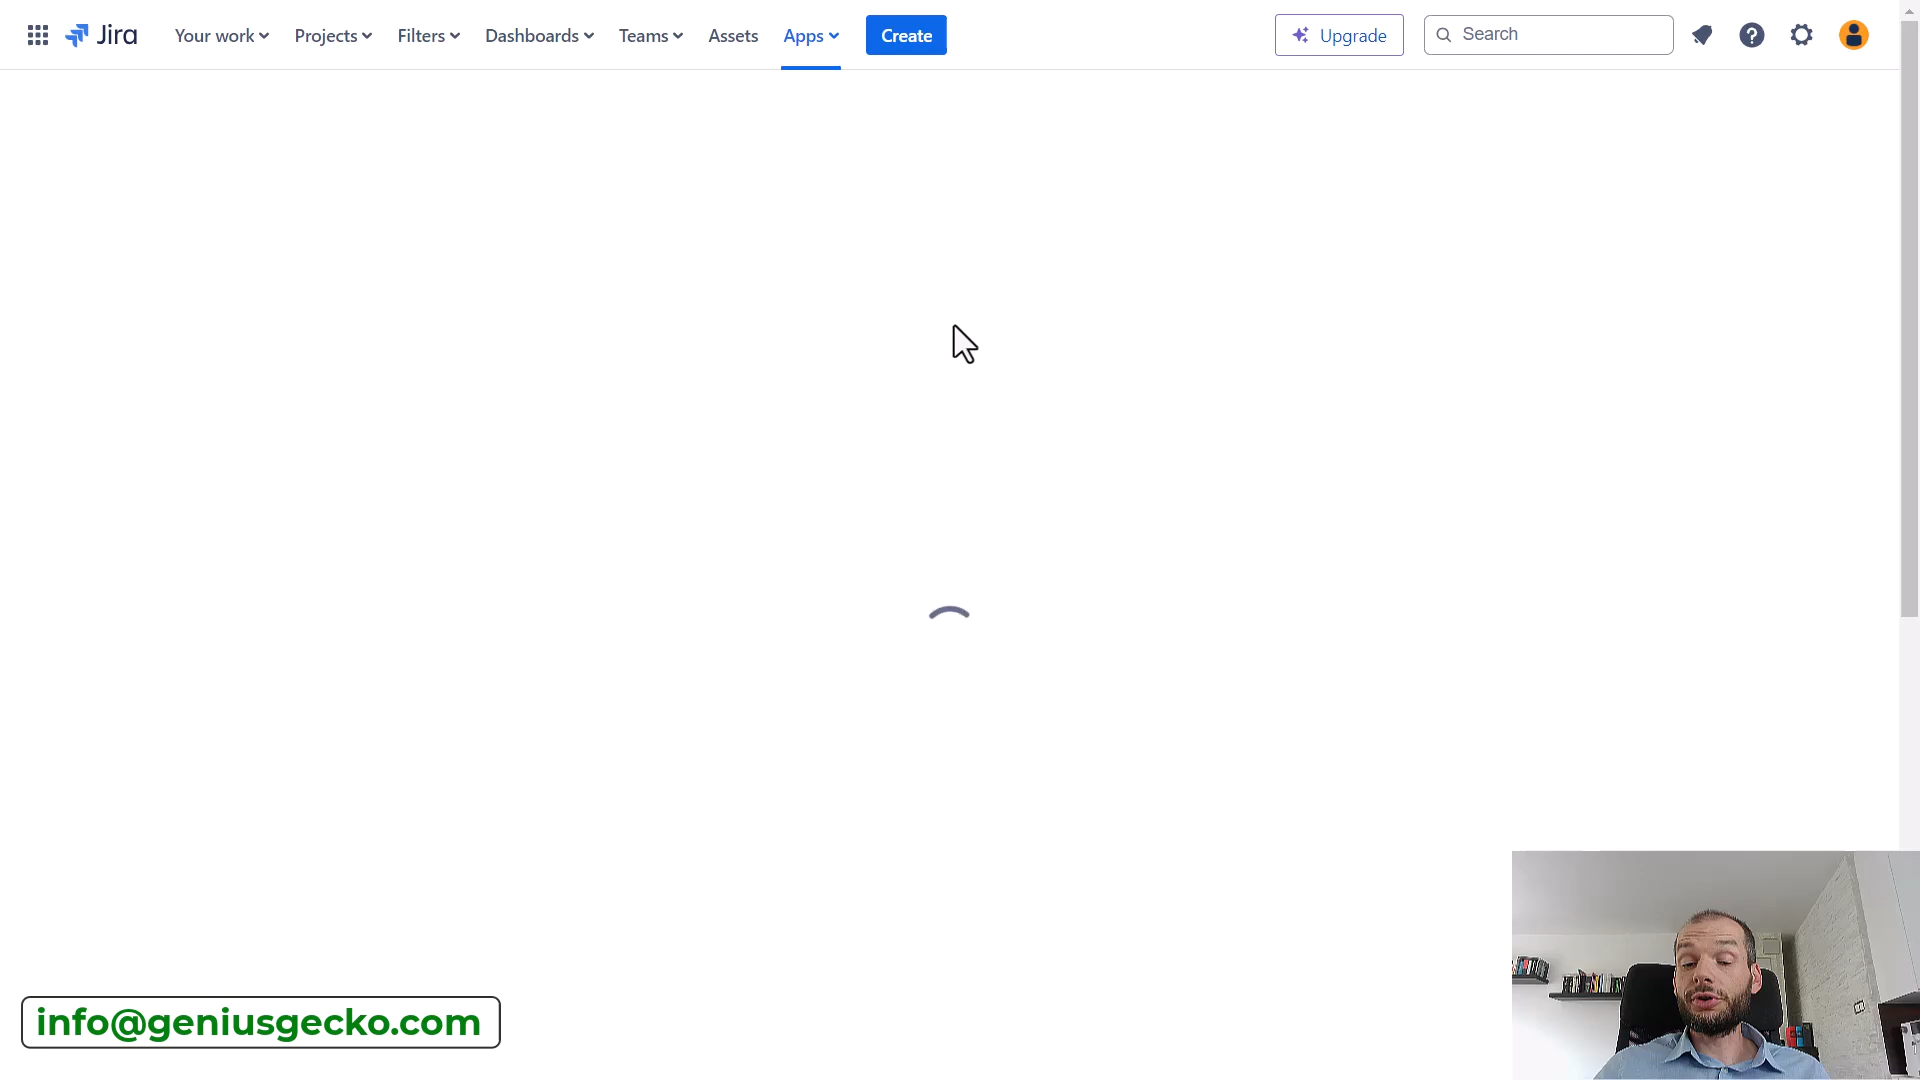 Jira
Your work
Projects
Filters
Dashboards
Teams
Assets
Apps
Create
Upgrade
Search
info@geniusgecko.com